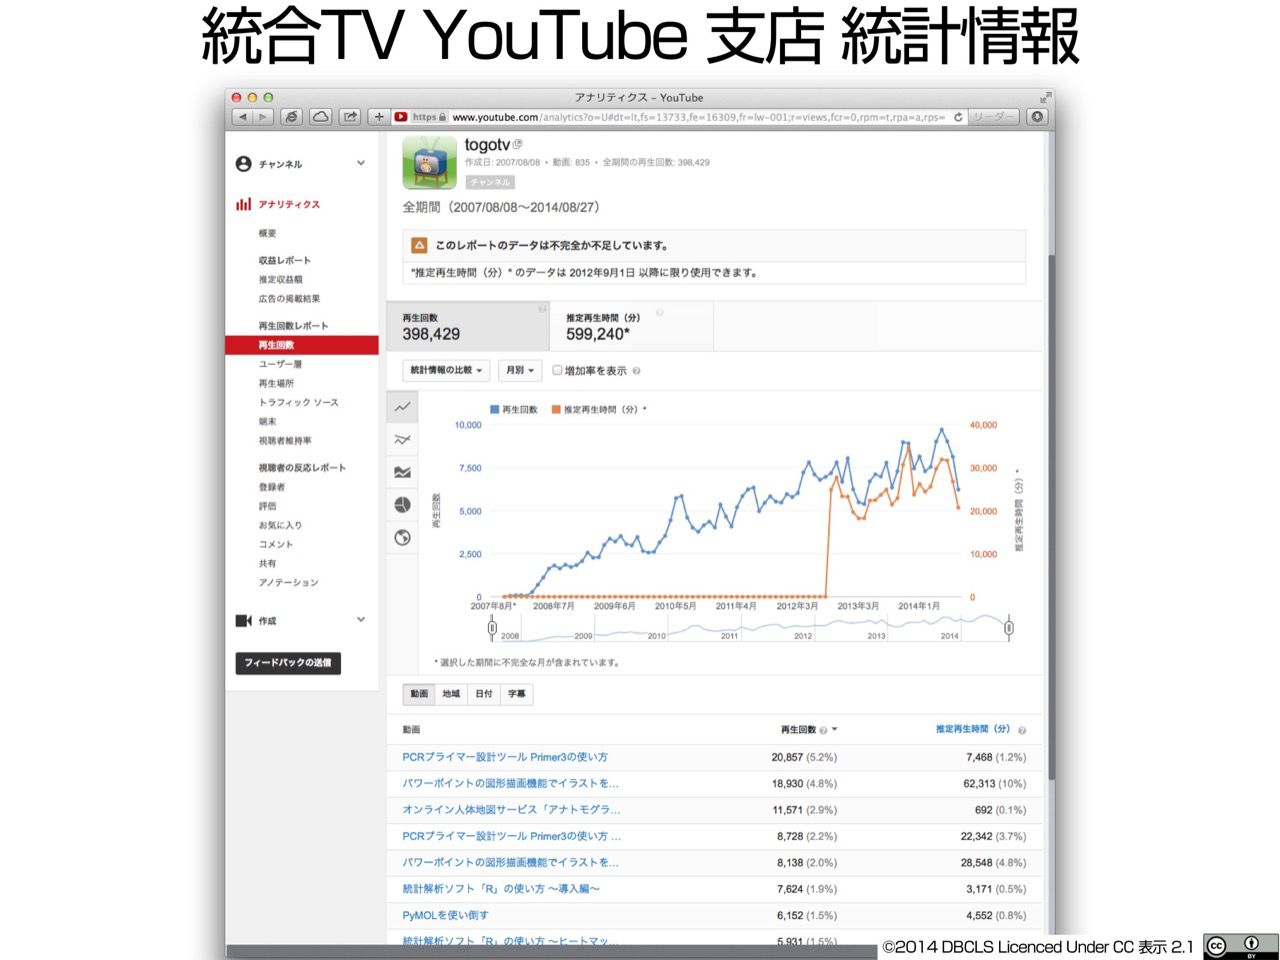 統合TV YouTube 支店 統計情報
アナリティクス – YouTube
https www.youtube.com/analytics?o=U#dt=lt,fs=13733,fe=16309,fr=lw-001;r=views,fcr=0,rpm=t,rpa=a,rps= リーダー
チャンネル
アナリティクス
概要
収益レポート
推定収益額
広告の掲載結果
再生回数レポート
再生回数
ユーザー層
再生場所
トラフィック ソース
端末
視聴者維持率
視聴者の反応レポート
登録者
評価
お気に入り
コメント
共有
アノテーション
作成
フィードバックの送信
togotv
作成日: 2007/08/08 • 動画: 835 • 全期間の再生回数: 398,429
チャンネル
全期間（2007/08/08～2014/08/27）
このレポートのデータは不完全か不足しています。
"推定再生時間（分）" のデータは 2012年9月1日 以降に限り使用できます。
再生回数
398,429
推定再生時間（分）
599,240*
統計情報の比較 月別 増加率を表示
再生回数 推定再生時間（分）*
10,000 40,000
7,500 30,000
5,000 20,000
2,500 10,000
0 0
再生回数
推定再生時間（分）*
2007年8月* 2008年7月 2009年6月 2010年5月 2011年4月 2012年3月 2013年3月 2014年1月
2008 2009 2010 2011 2012 2013 2014
* 選択した期間に不完全な月が含まれています。
動画 地域 日付 字幕
動画 再生回数 推定再生時間（分）
PCRプライマー設計ツール Primer3の使い方 20,857 (5.2%) 7,468 (1.2%)
パワーポイントの図形描画機能でイラストを... 18,930 (4.8%) 62,313 (10%)
オンライン人体地図サービス「アナトモグラ... 11,571 (2.9%) 692 (0.1%)
PCRプライマー設計ツール Primer3の使い方 ... 8,728 (2.2%) 22,342 (3.7%)
パワーポイントの図形描画機能でイラストを... 8,138 (2.0%) 28,548 (4.8%)
統計解析ソフト「R」の使い方 ～導入編～ 7,624 (1.9%) 3,171 (0.5%)
PyMOLを使い倒す 6,152 (1.5%) 4,552 (0.8%)
統計解析ソフト「R」の使い方 ～ヒートマッ... 5,931 (1.5%)
©2014 DBCLS Licenced Under CC 表示 2.1
cc BY